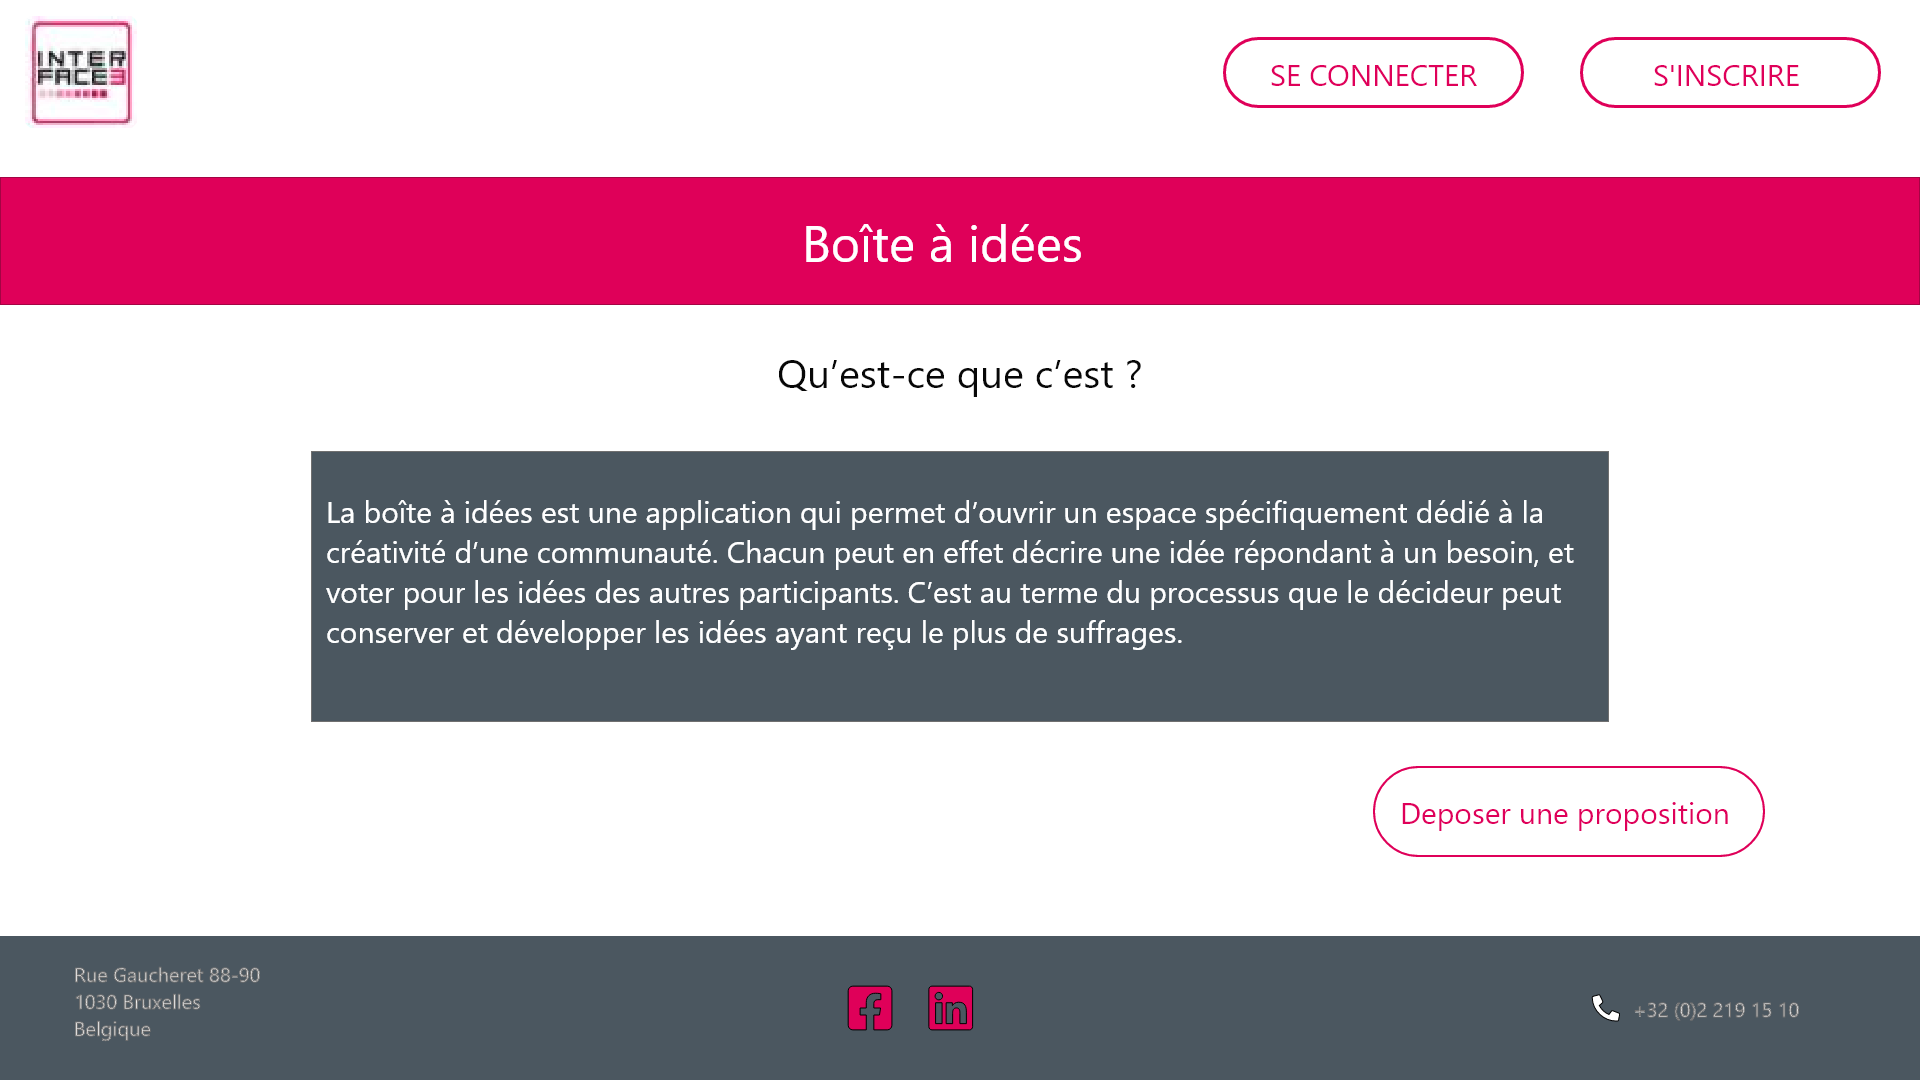 INTER
FACE3
SE CONNECTER
S'INSCRIRE
Boîte à idées
Qu’est-ce que c’est ?
La boîte à idées est une application qui permet d’ouvrir un espace spécifiquement dédié à la
créativité d’une communauté. Chacun peut en effet décrire une idée répondant à un besoin, et
voter pour les idées des autres participants. C’est au terme du processus que le décideur peut
conserver et développer les idées ayant reçu le plus de suffrages.
Deposer une proposition
Rue Gaucheret 88-90
1030 Bruxelles
Belgique
+32 (0)2 219 15 10